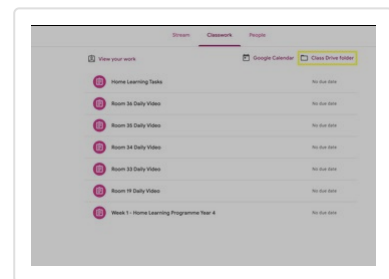 Stream Classwork People
View your work Google Calendar Class Drive folder
Home Learning Tasks No due date
Room 36 Daily Video No due date
Room 35 Daily Video No due date
Room 34 Daily Video No due date
Room 33 Daily Video No due date
Room 19 Daily Video No due date
Week 1 - Home Learning Programme Year 4 No due date